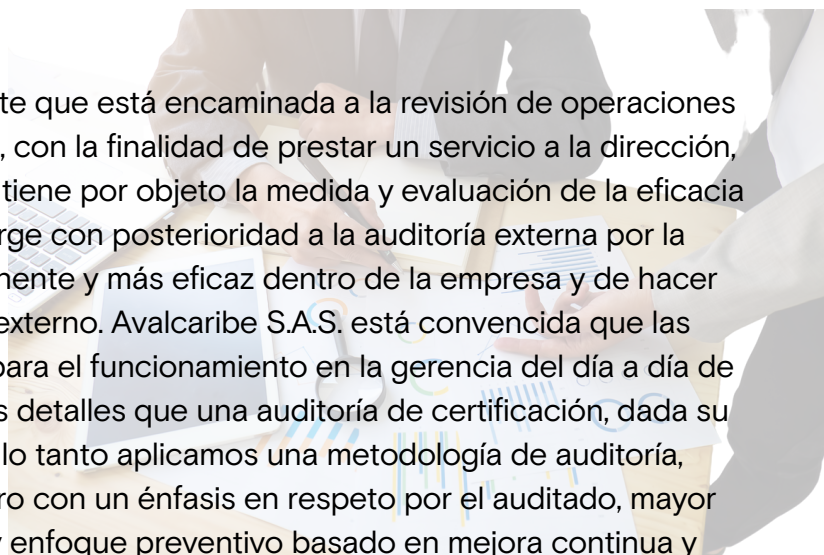 te que está encaminada a la revisión de operaciones
, con la finalidad de prestar un servicio a la dirección,
tiene por objeto la medida y evaluación de la eficacia
rge con posterioridad a la auditoría externa por la
nente y más eficaz dentro de la empresa y de hacer
externo. Avalcaribe S.A.S. está convencida que las
para el funcionamiento en la gerencia del día a día de
s detalles que una auditoría de certificación, dada su
lo tanto aplicamos una metodología de auditoría,
ro con un énfasis en respeto por el auditado, mayor
y enfoque preventivo basado en mejora continua y